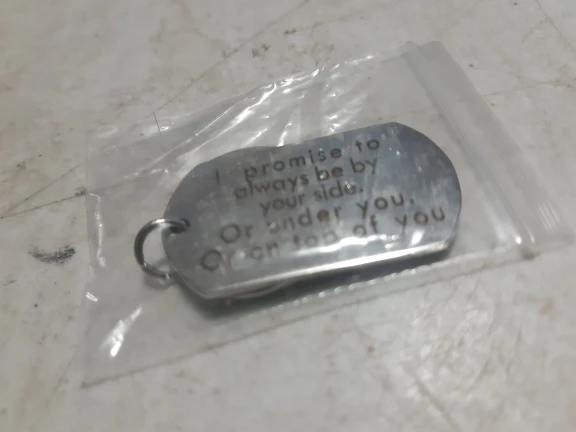 I promise to
always be by
your side.
Or under you.
Or on top of you